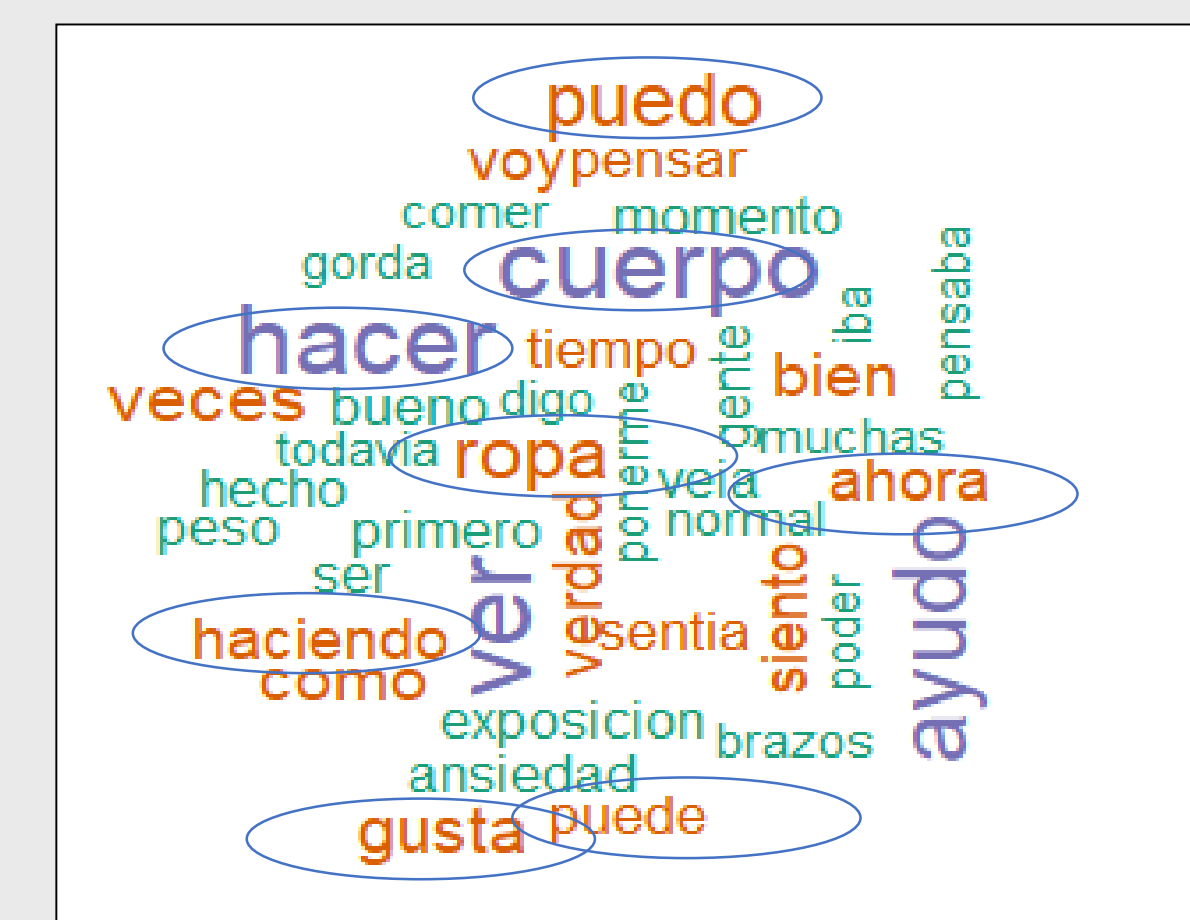 puedo
voy pensar
comer momento
gorda cuerpo
pensaba
iba
hacer tiempo
gente
bien
veces bueno digo
ponerme
muchas
todavia ropa
veia ahora
hecho
normal
peso primero
verdad
ser
ver
siento
poder
ayudo
haciendo
sentia
como
exposicion
brazos
ansiedad
gusta puede